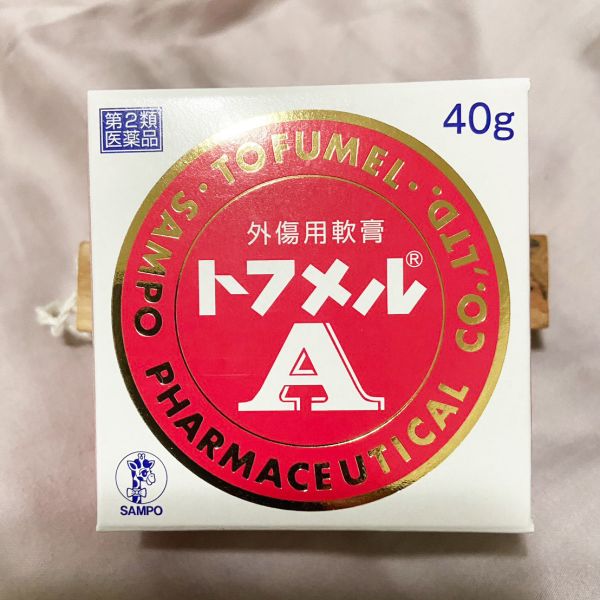 第2類
医薬品
40g
・TOFUMEL・
SAMPO PHARMACEUTICAL CO.,LTD.
外傷用軟膏
トフメル®
A
SAMPO